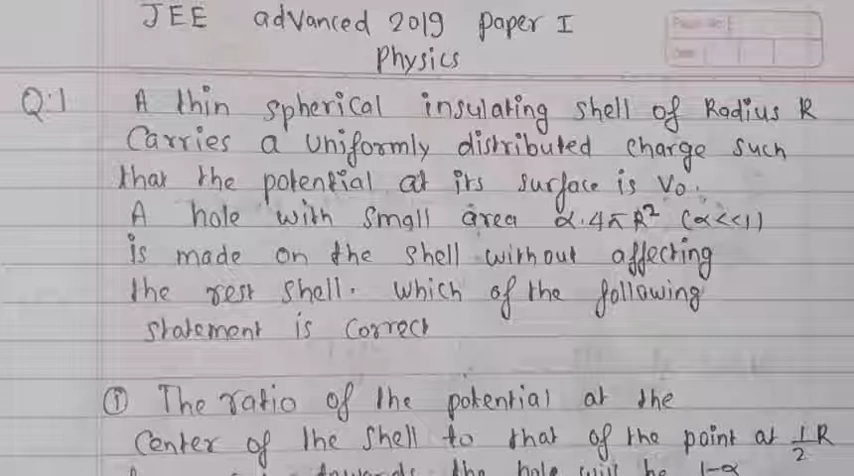 JEE advanced 2019 paper I
Physics
Q.1 A thin spherical insulating shell of Radius R
Carries a uniformly distributed charge such
that the potential at its surface is V₀.
A hole with small area α.4πR² (α<<1)
is made on the shell without affecting
the rest shell. which of the following
statement is correct
① The ratio of the potential at the
center of the shell to that of the point at 1/2 R
towards the hole will be 1-α